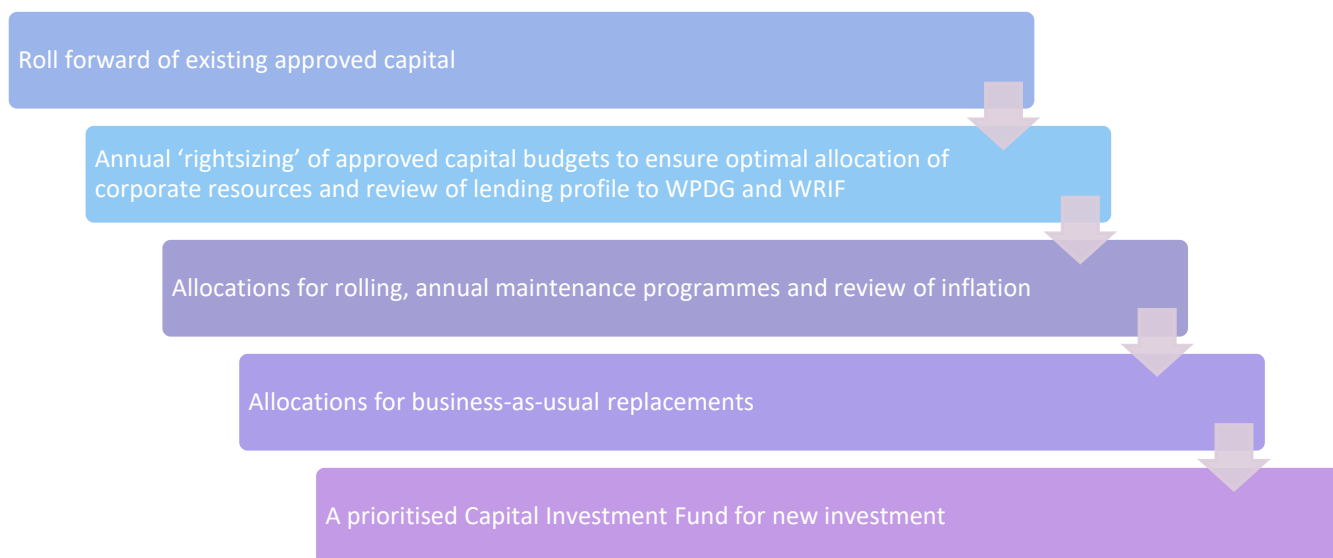 Roll forward of existing approved capital
Annual ‘rightsizing’ of approved capital budgets to ensure optimal allocation of
corporate resources and review of lending profile to WPDG and WRIF
Allocations for rolling, annual maintenance programmes and review of inflation
Allocations for business-as-usual replacements
A prioritised Capital Investment Fund for new investment